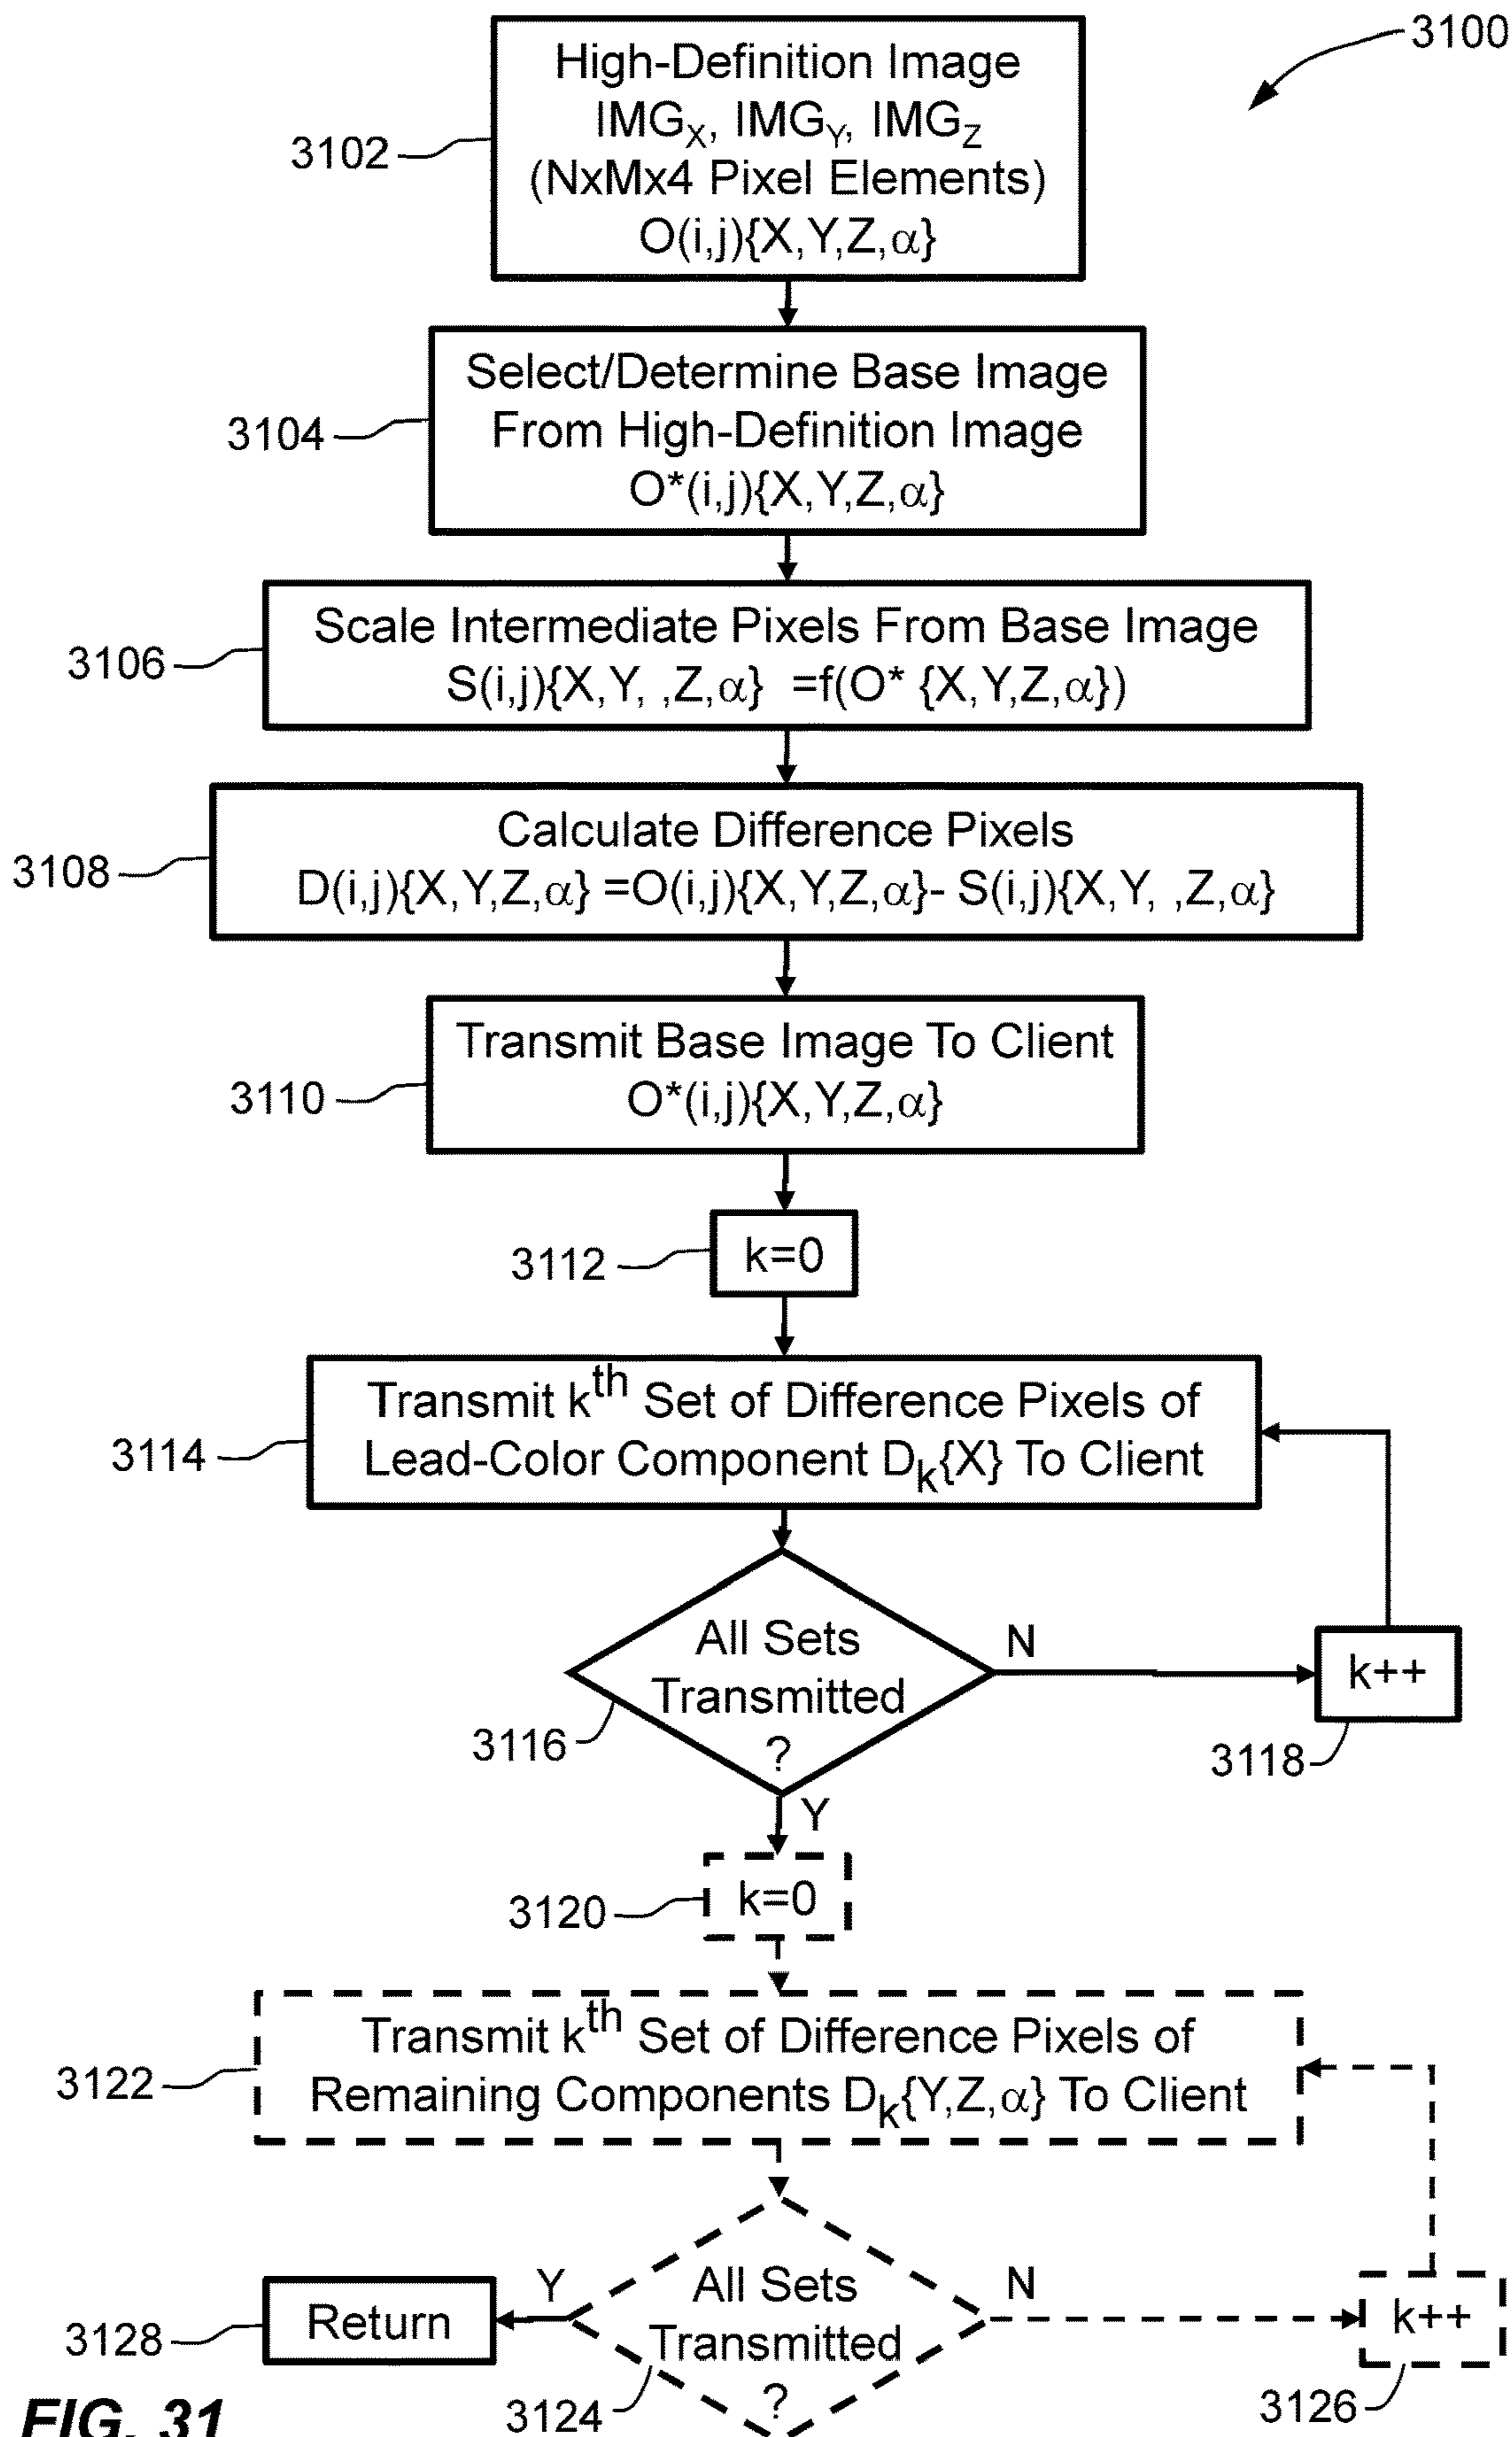 3100
High-Definition Image
IMGX, IMGY, IMGZ
(NxMx4 Pixel Elements)
O(i,j){X,Y,Z,α}
3102
Select/Determine Base Image
From High-Definition Image
O*(i,j){X,Y,Z,α}
3104
Scale Intermediate Pixels From Base Image
S(i,j){X,Y, ,Z,α} =f(O* {X,Y,Z,α})
3106
Calculate Difference Pixels
D(i,j){X,Y,Z,α} =O(i,j){X,Y,Z,α}- S(i,j){X,Y, ,Z,α}
3108
Transmit Base Image To Client
O*(i,j){X,Y,Z,α}
3110
k=0
3112
Transmit kth Set of Difference Pixels of
Lead-Color Component Dk{X} To Client
3114
All Sets
Transmitted
?
3116
N
k++
3118
Y
k=0
3120
Transmit kth Set of Difference Pixels of
Remaining Components Dk{Y,Z,α} To Client
3122
All Sets
Transmitted
?
3124
N
k++
3126
Y
Return
3128
FIG. 31